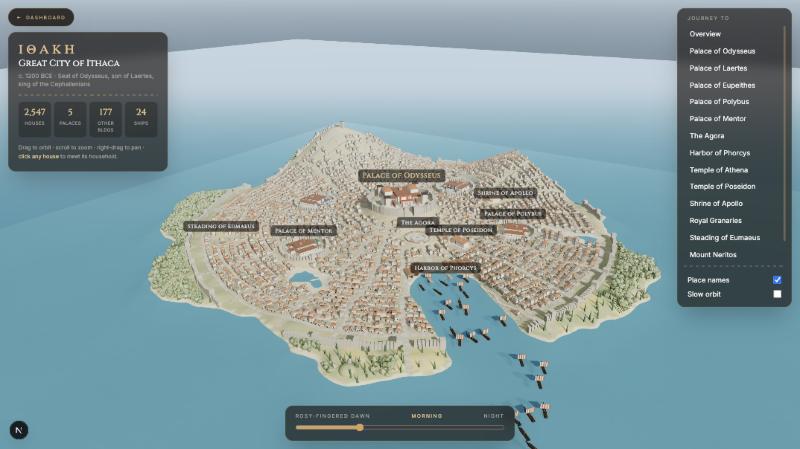 ← DASHBOARD
ΙΘΑΚΗ
GREAT CITY OF ITHACA
c. 1200 BCE · Seat of Odysseus, son of Laertes,
king of the Cephallenians
2,547
HOUSES
5
PALACES
177
OTHER
BLDGS
24
SHIPS
Drag to orbit · scroll to zoom · right-drag to pan ·
click any house to meet its household.
PALACE OF ODYSSEUS
SHRINE OF APOLLO
PALACE OF POLYBUS
THE AGORA
TEMPLE OF POSEIDON
STEADING OF EUMAEUS
PALACE OF MENTOR
HARBOR OF PHORCYS
JOURNEY TO
Overview
Palace of Odysseus
Palace of Laertes
Palace of Eupeithes
Palace of Polybus
Palace of Mentor
The Agora
Harbor of Phorcys
Temple of Athena
Temple of Poseidon
Shrine of Apollo
Royal Granaries
Steading of Eumaeus
Mount Neritos
Place names
Slow orbit
ROSY-FINGERED DAWN
MORNING
NIGHT
N